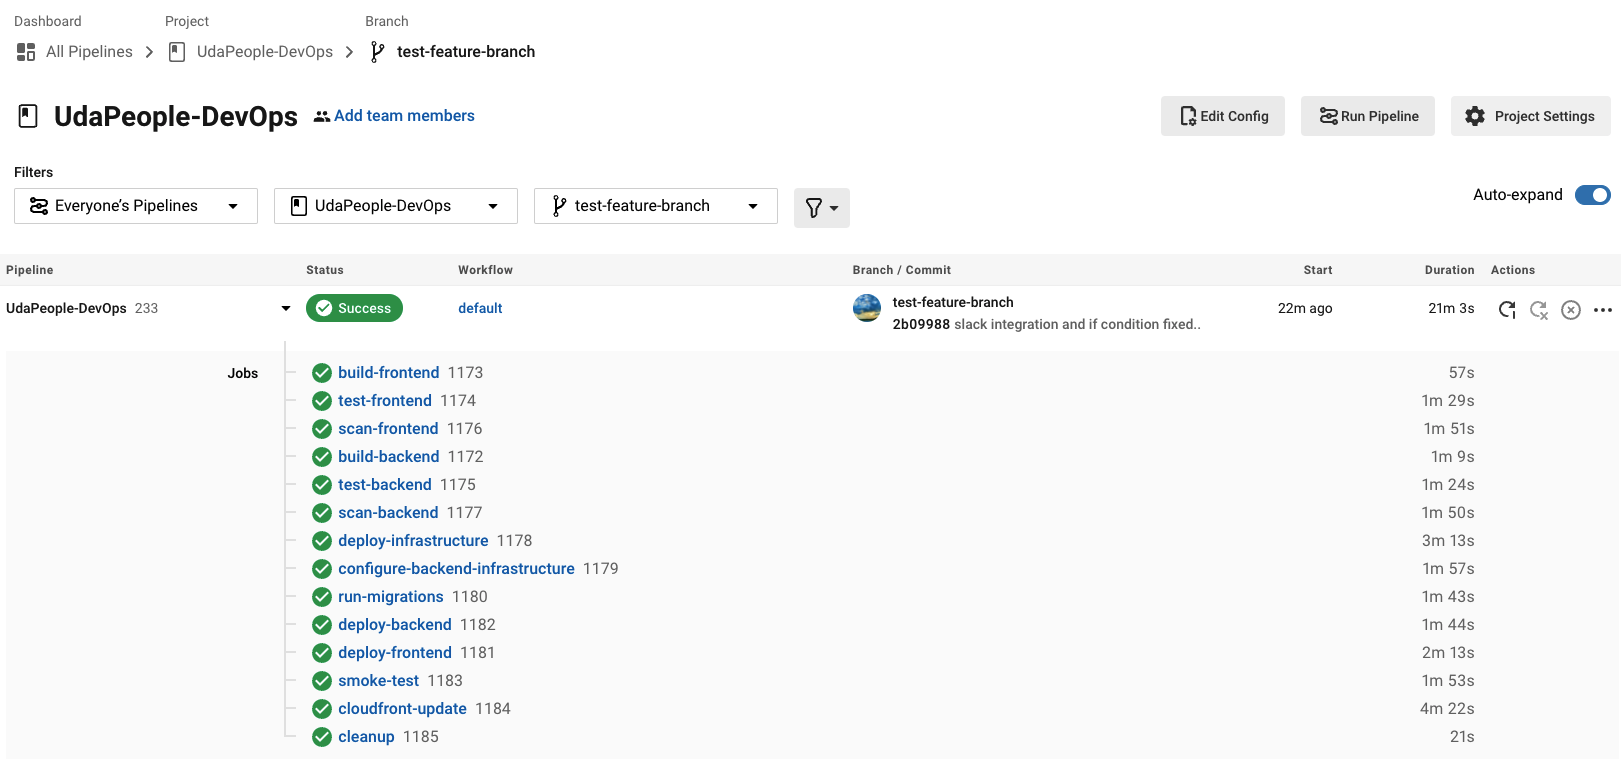 Dashboard Project Branch
All Pipelines UdaPeople-DevOps test-feature-branch
UdaPeople-DevOps Add team members Edit Config Run Pipeline Project Settings
Filters
Everyone's Pipelines UdaPeople-DevOps test-feature-branch Auto-expand
Pipeline Status Workflow Branch / Commit Start Duration Actions
UdaPeople-DevOps 233 Success default test-feature-branch 22m ago 21m 3s
2b09988 slack integration and if condition fixed..
Jobs build-frontend 1173 57s
test-frontend 1174 1m 29s
scan-frontend 1176 1m 51s
build-backend 1172 1m 9s
test-backend 1175 1m 24s
scan-backend 1177 1m 50s
deploy-infrastructure 1178 3m 13s
configure-backend-infrastructure 1179 1m 57s
run-migrations 1180 1m 43s
deploy-backend 1182 1m 44s
deploy-frontend 1181 2m 13s
smoke-test 1183 1m 53s
cloudfront-update 1184 4m 22s
cleanup 1185 21s